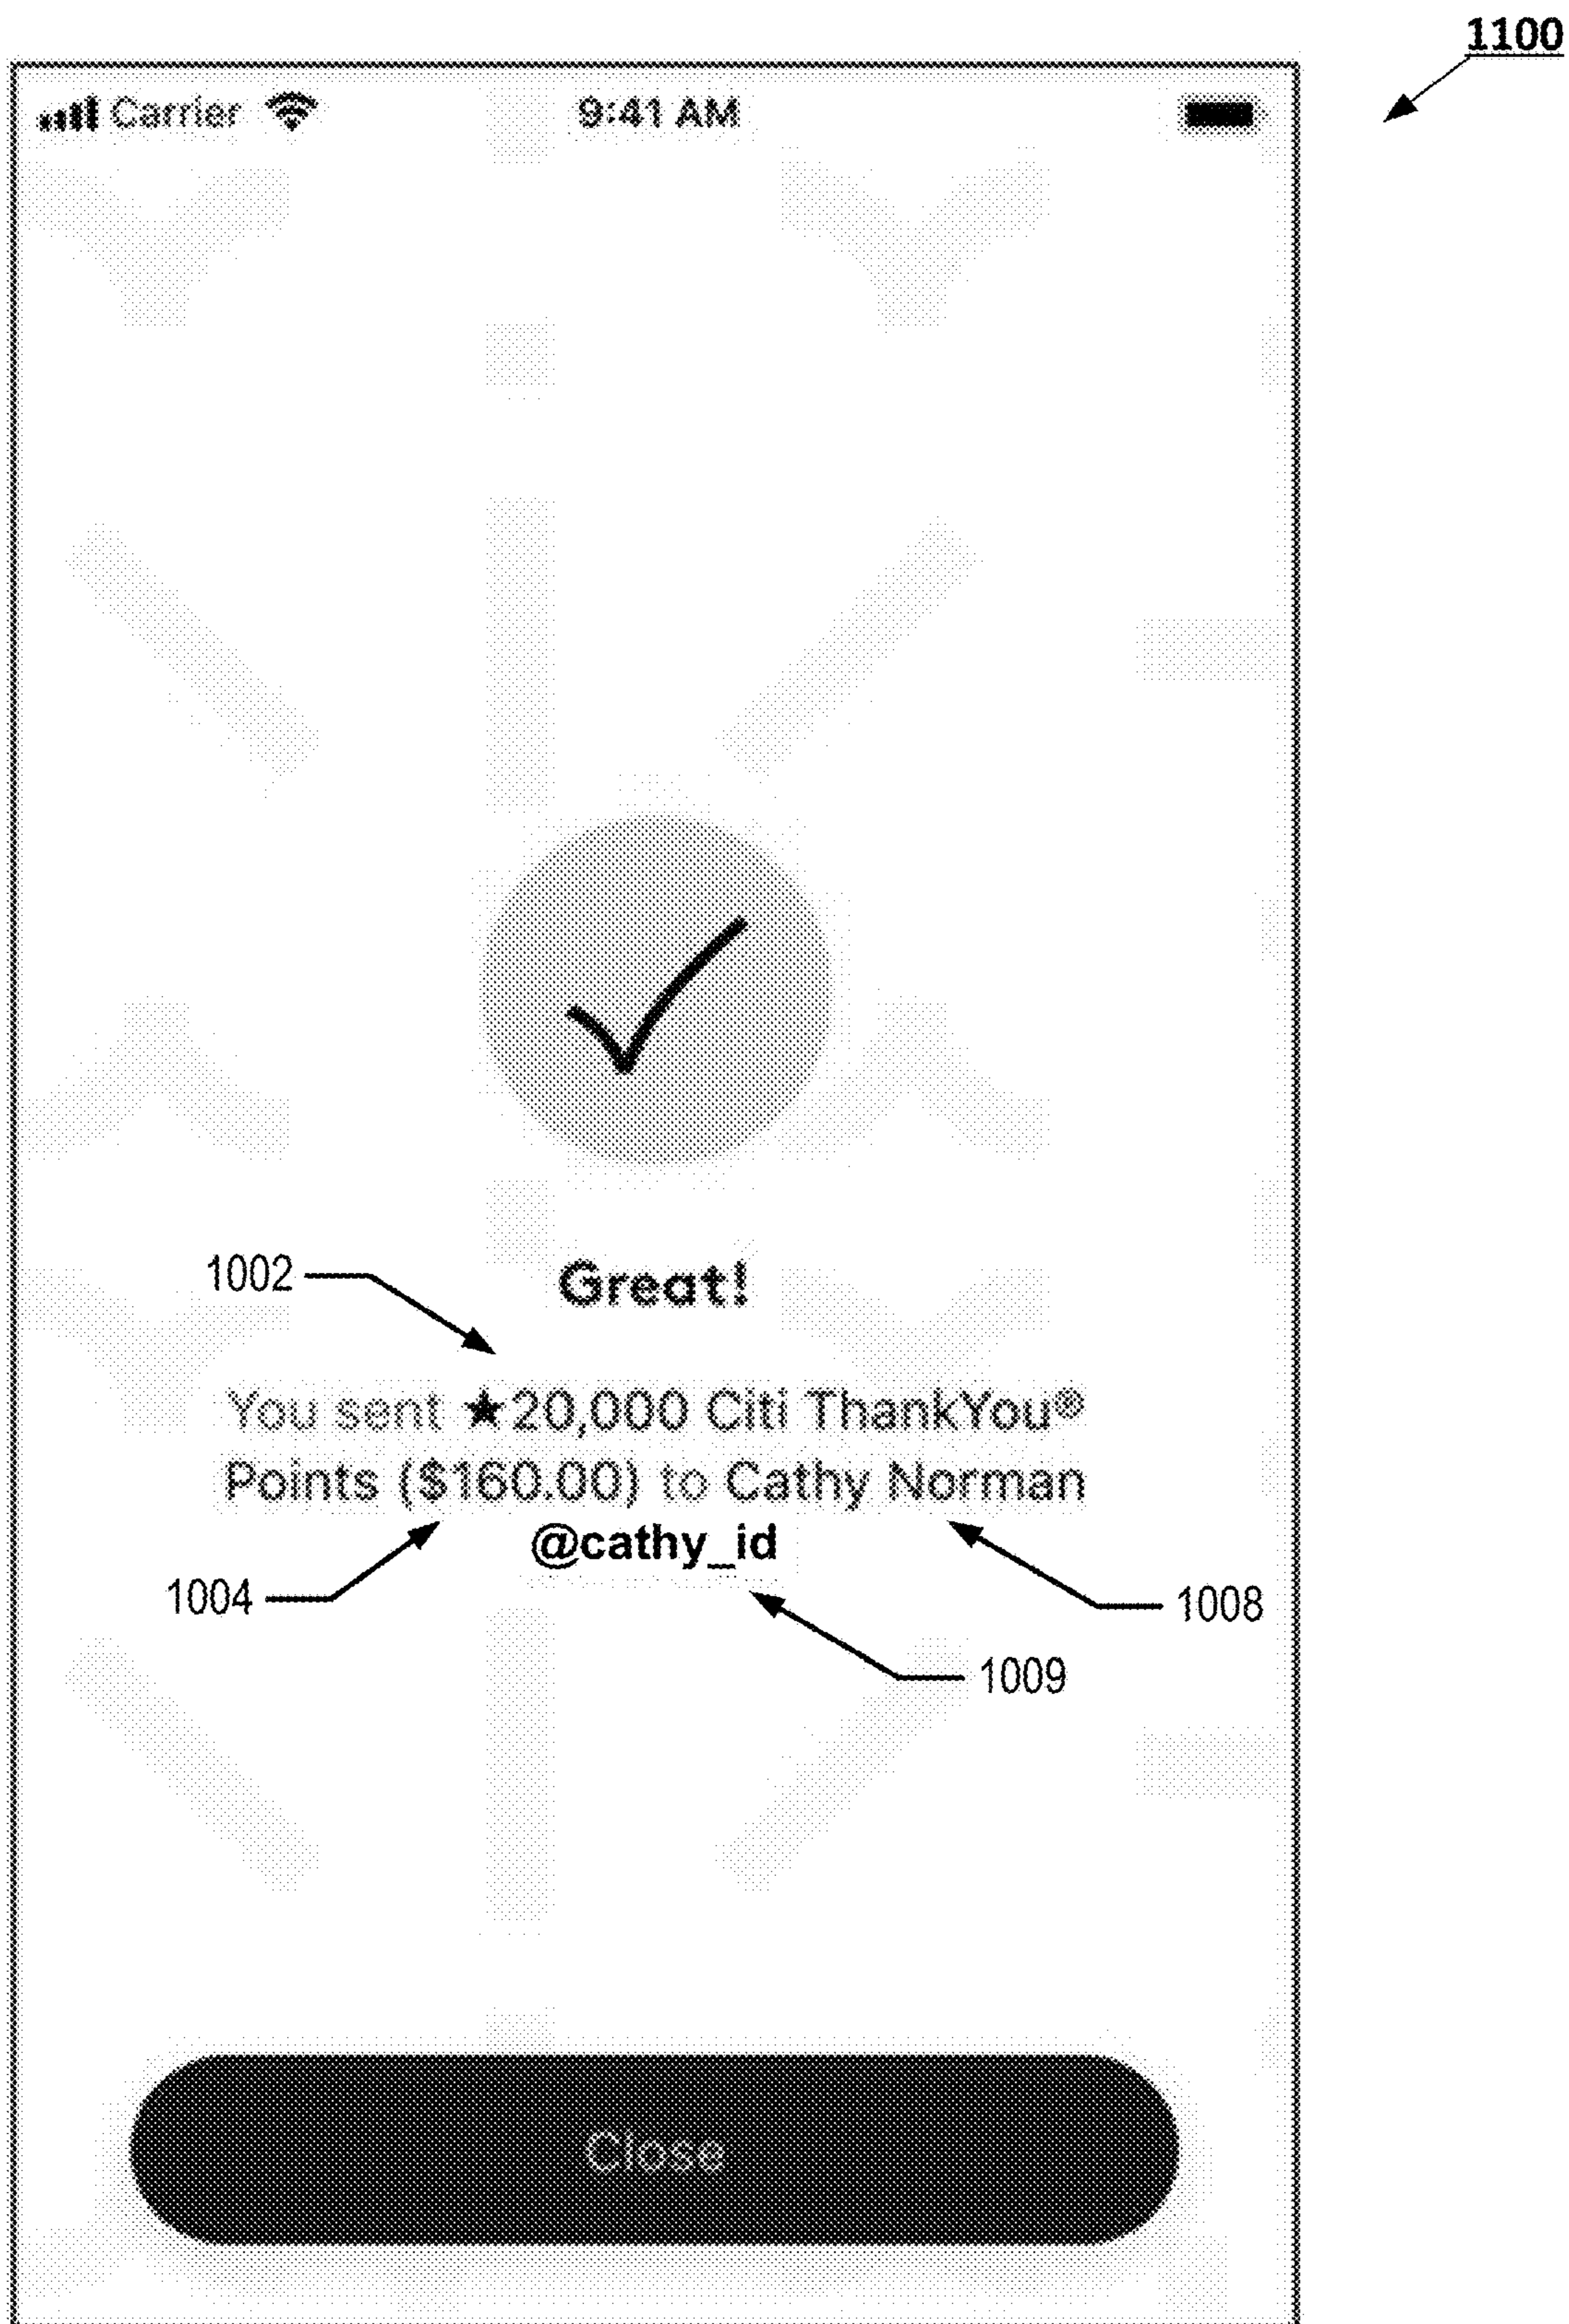 1100
Carrier 9:41 AM
Great!
1002
You sent ★20,000 Citi ThankYou®
Points ($160.00) to Cathy Norman
@cathy_id
1004
1008
1009
Close